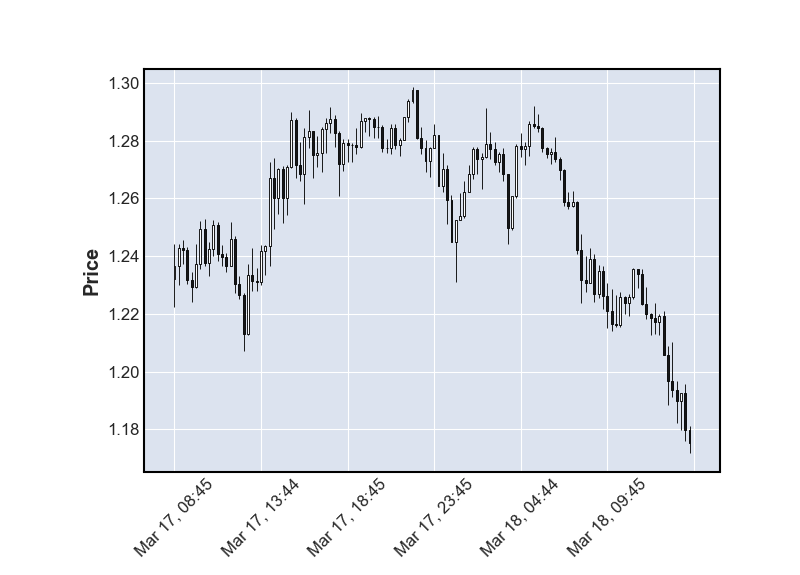 1.30
1.28
1.26
1.24
1.22
1.20
1.18
Price
Mar 17, 08:45
Mar 17, 13:44
Mar 17, 18:45
Mar 17, 23:45
Mar 18, 04:44
Mar 18, 09:45